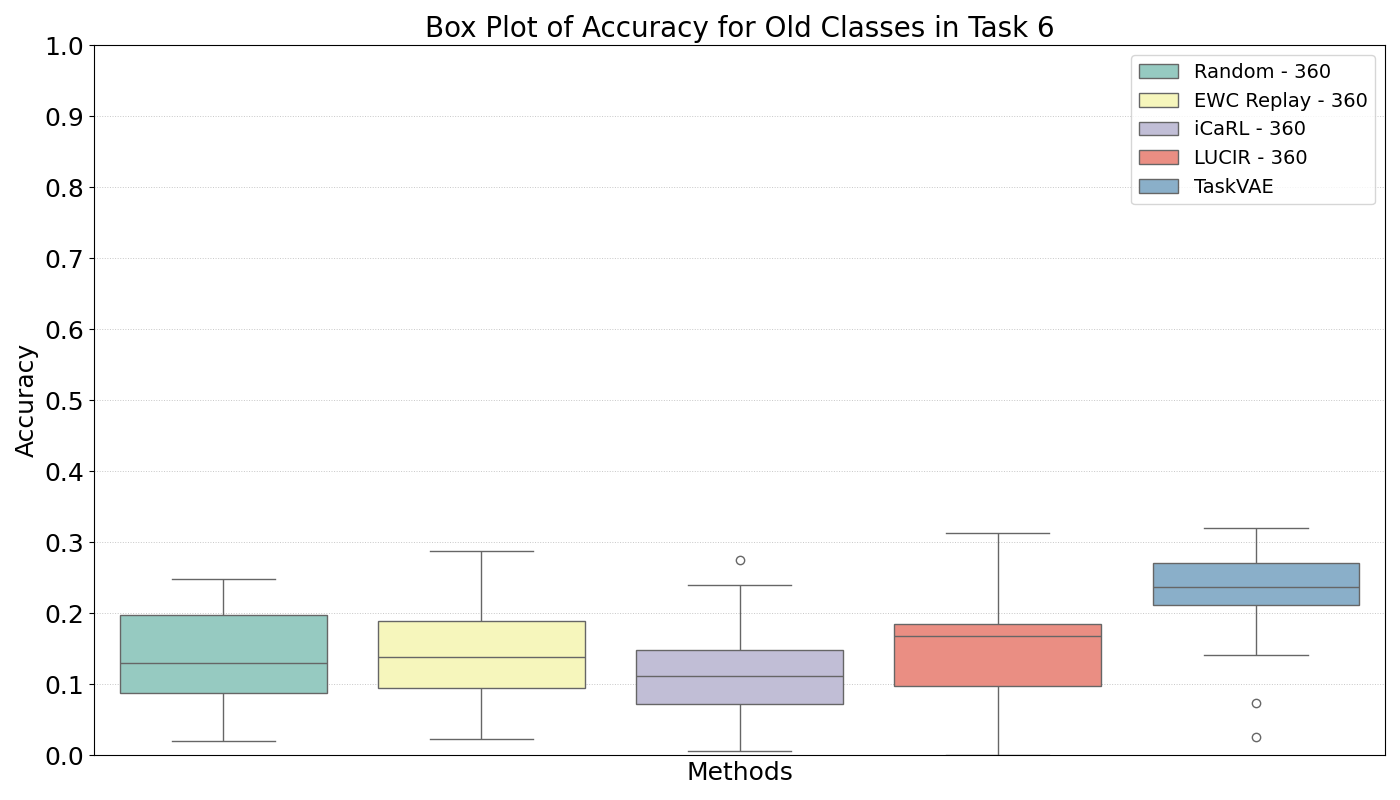 Box Plot of Accuracy for Old Classes in Task 6
1.0
0.9
0.8
0.7
0.6
0.5
0.4
0.3
0.2
0.1
0.0
Accuracy
Methods
Random - 360
EWC Replay - 360
iCaRL - 360
LUCIR - 360
TaskVAE